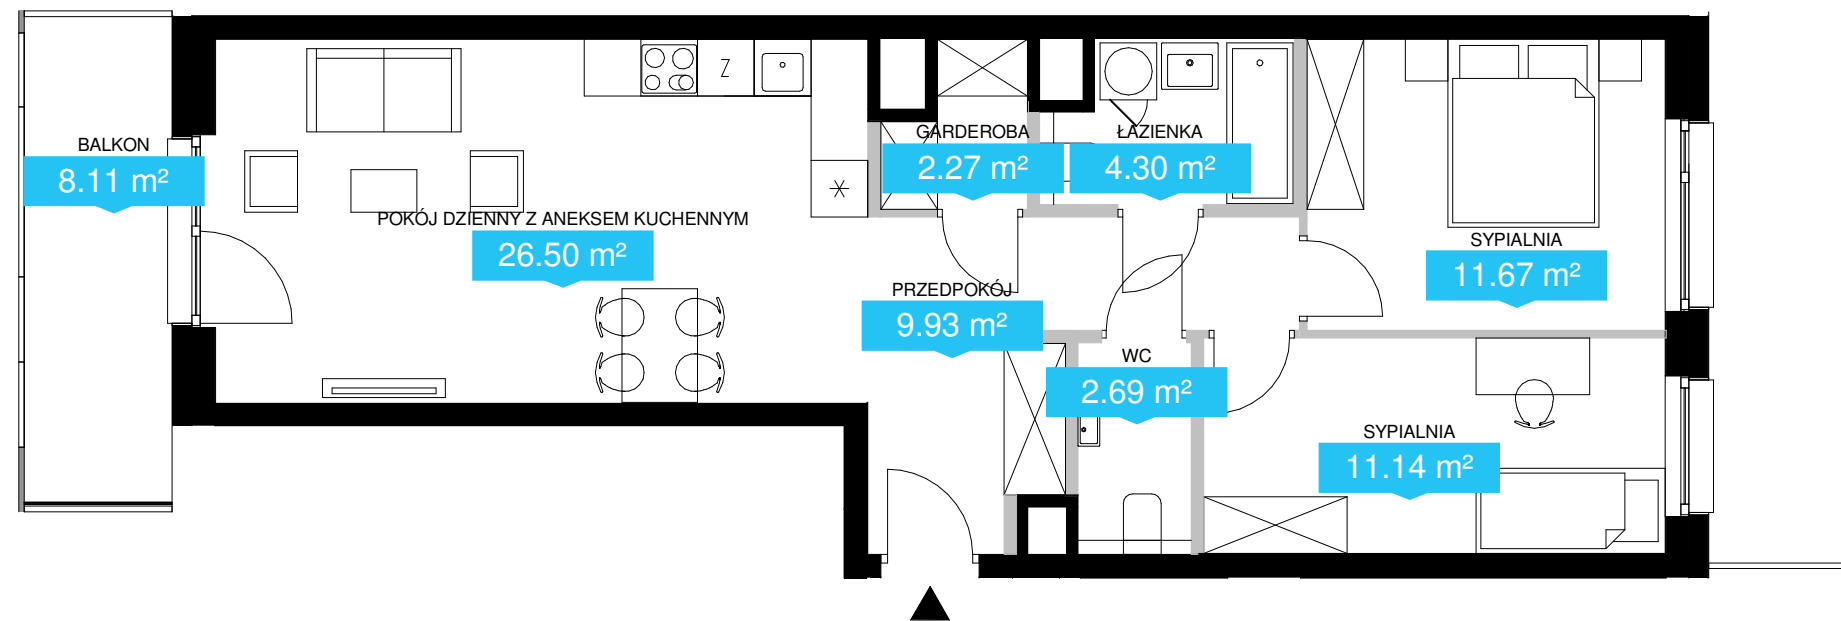 BALKON
8.11 m²
POKÓJ DZIENNY Z ANEKSEM KUCHENNYM
26.50 m²
Z
GARDEROBA
2.27 m²
ŁAZIENKA
4.30 m²
PRZEDPOKÓJ
9.93 m²
WC
2.69 m²
SYPIALNIA
11.67 m²
SYPIALNIA
11.14 m²